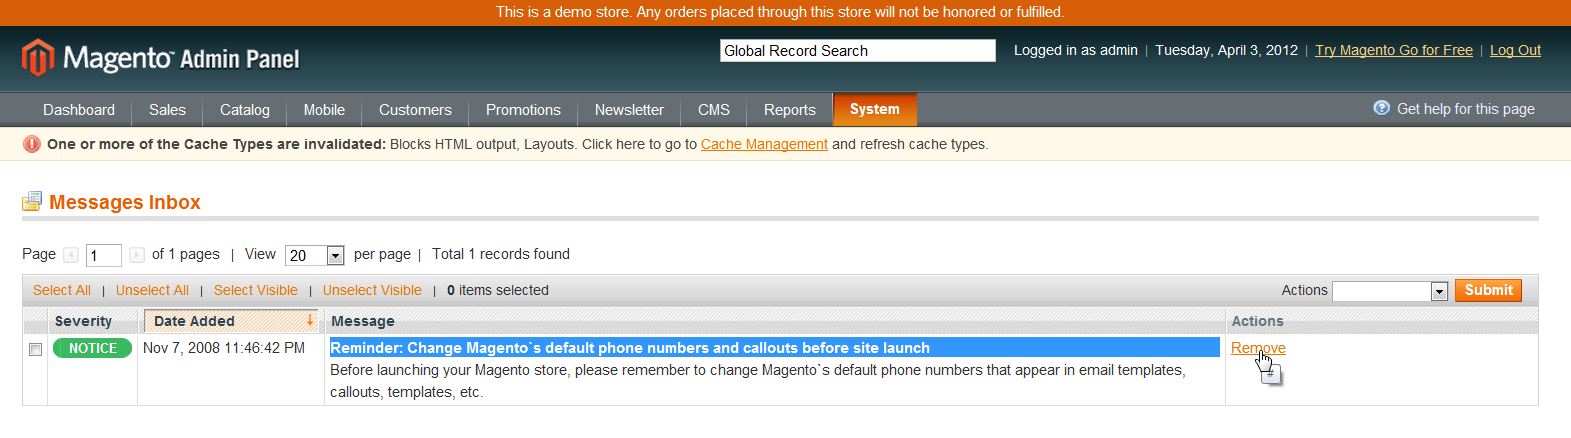 This is a demo store. Any orders placed through this store will not be honored or fulfilled.
Magento™ Admin Panel
Global Record Search
Logged in as admin | Tuesday, April 3, 2012 | Try Magento Go for Free | Log Out
Dashboard Sales Catalog Mobile Customers Promotions Newsletter CMS Reports System
Get help for this page
One or more of the Cache Types are invalidated: Blocks HTML output, Layouts. Click here to go to Cache Management and refresh cache types.
Messages Inbox
Page 1 of 1 pages | View 20 per page | Total 1 records found
Select All | Unselect All | Select Visible | Unselect Visible | 0 items selected
Actions Submit
Severity Date Added Message Actions
NOTICE Nov 7, 2008 11:46:42 PM Reminder: Change Magento`s default phone numbers and callouts before site launch Remove
Before launching your Magento store, please remember to change Magento`s default phone numbers that appear in email templates,
callouts, templates, etc.
#